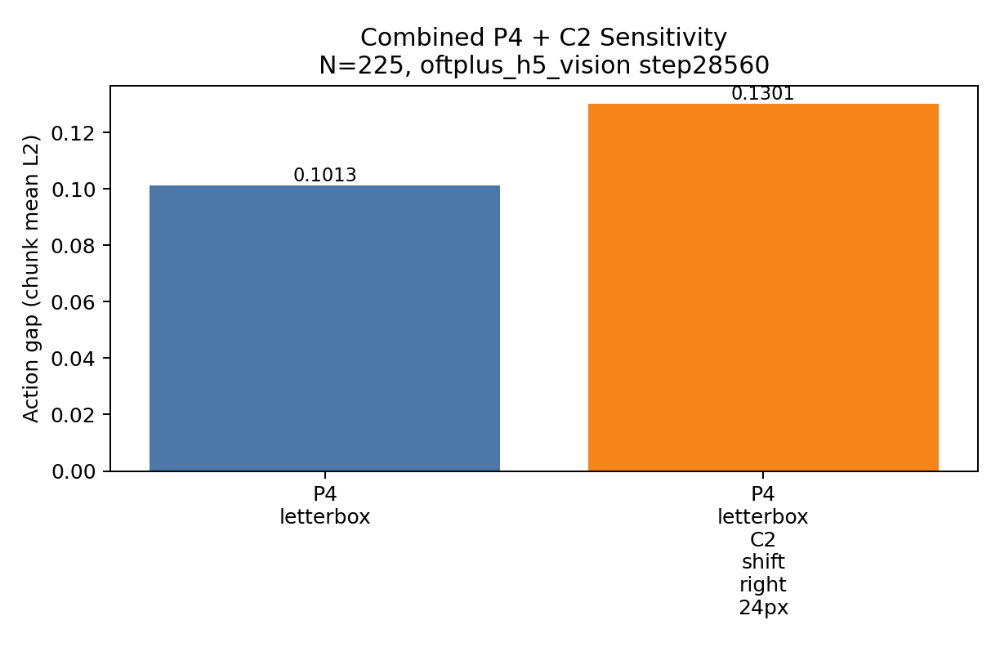 Combined P4 + C2 Sensitivity
N=225, oftplus_h5_vision step28560
Action gap (chunk mean L2)
0.12
0.10
0.08
0.06
0.04
0.02
0.00
0.1013
0.1301
P4
letterbox
P4
letterbox
C2
shift
right
24px